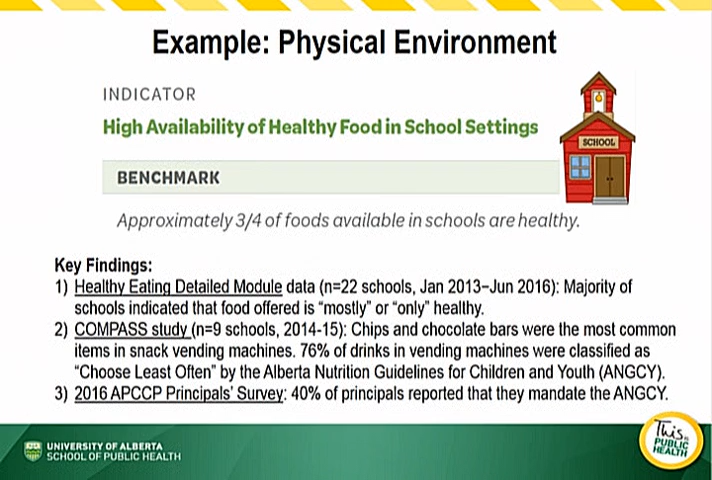 Example: Physical Environment
INDICATOR
High Availability of Healthy Food in School Settings
SCHOOL
BENCHMARK
Approximately 3/4 of foods available in schools are healthy.
Key Findings:
1) Healthy Eating Detailed Module data (n=22 schools, Jan 2013–Jun 2016): Majority of
schools indicated that food offered is “mostly” or “only” healthy.
2) COMPASS study (n=9 schools, 2014-15): Chips and chocolate bars were the most common
items in snack vending machines. 76% of drinks in vending machines were classified as
“Choose Least Often” by the Alberta Nutrition Guidelines for Children and Youth (ANGCY).
3) 2016 APCCP Principals’ Survey: 40% of principals reported that they mandate the ANGCY.
UNIVERSITY OF ALBERTA
SCHOOL OF PUBLIC HEALTH
This is
PUBLIC
HEALTH